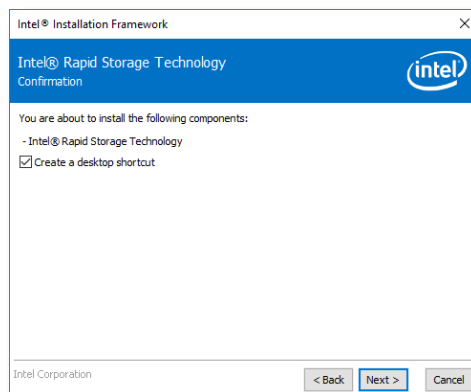 Intel® Installation Framework
Intel® Rapid Storage Technology
Confirmation
intel
You are about to install the following components:
- Intel® Rapid Storage Technology
Create a desktop shortcut
Intel Corporation
< Back Next > Cancel